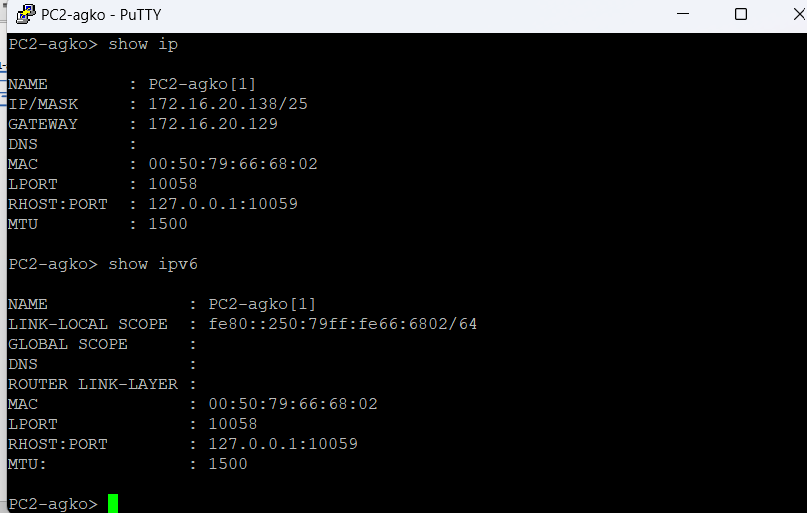 PC2-agko - PuTTY
PC2-agko> show ip
NAME : PC2-agko[1]
IP/MASK : 172.16.20.138/25
GATEWAY : 172.16.20.129
DNS :
MAC : 00:50:79:66:68:02
LPORT : 10058
RHOST:PORT : 127.0.0.1:10059
MTU : 1500
PC2-agko> show ipv6
NAME : PC2-agko[1]
LINK-LOCAL SCOPE : fe80::250:79ff:fe66:6802/64
GLOBAL SCOPE :
DNS :
ROUTER LINK-LAYER :
MAC : 00:50:79:66:68:02
LPORT : 10058
RHOST:PORT : 127.0.0.1:10059
MTU: : 1500
PC2-agko>